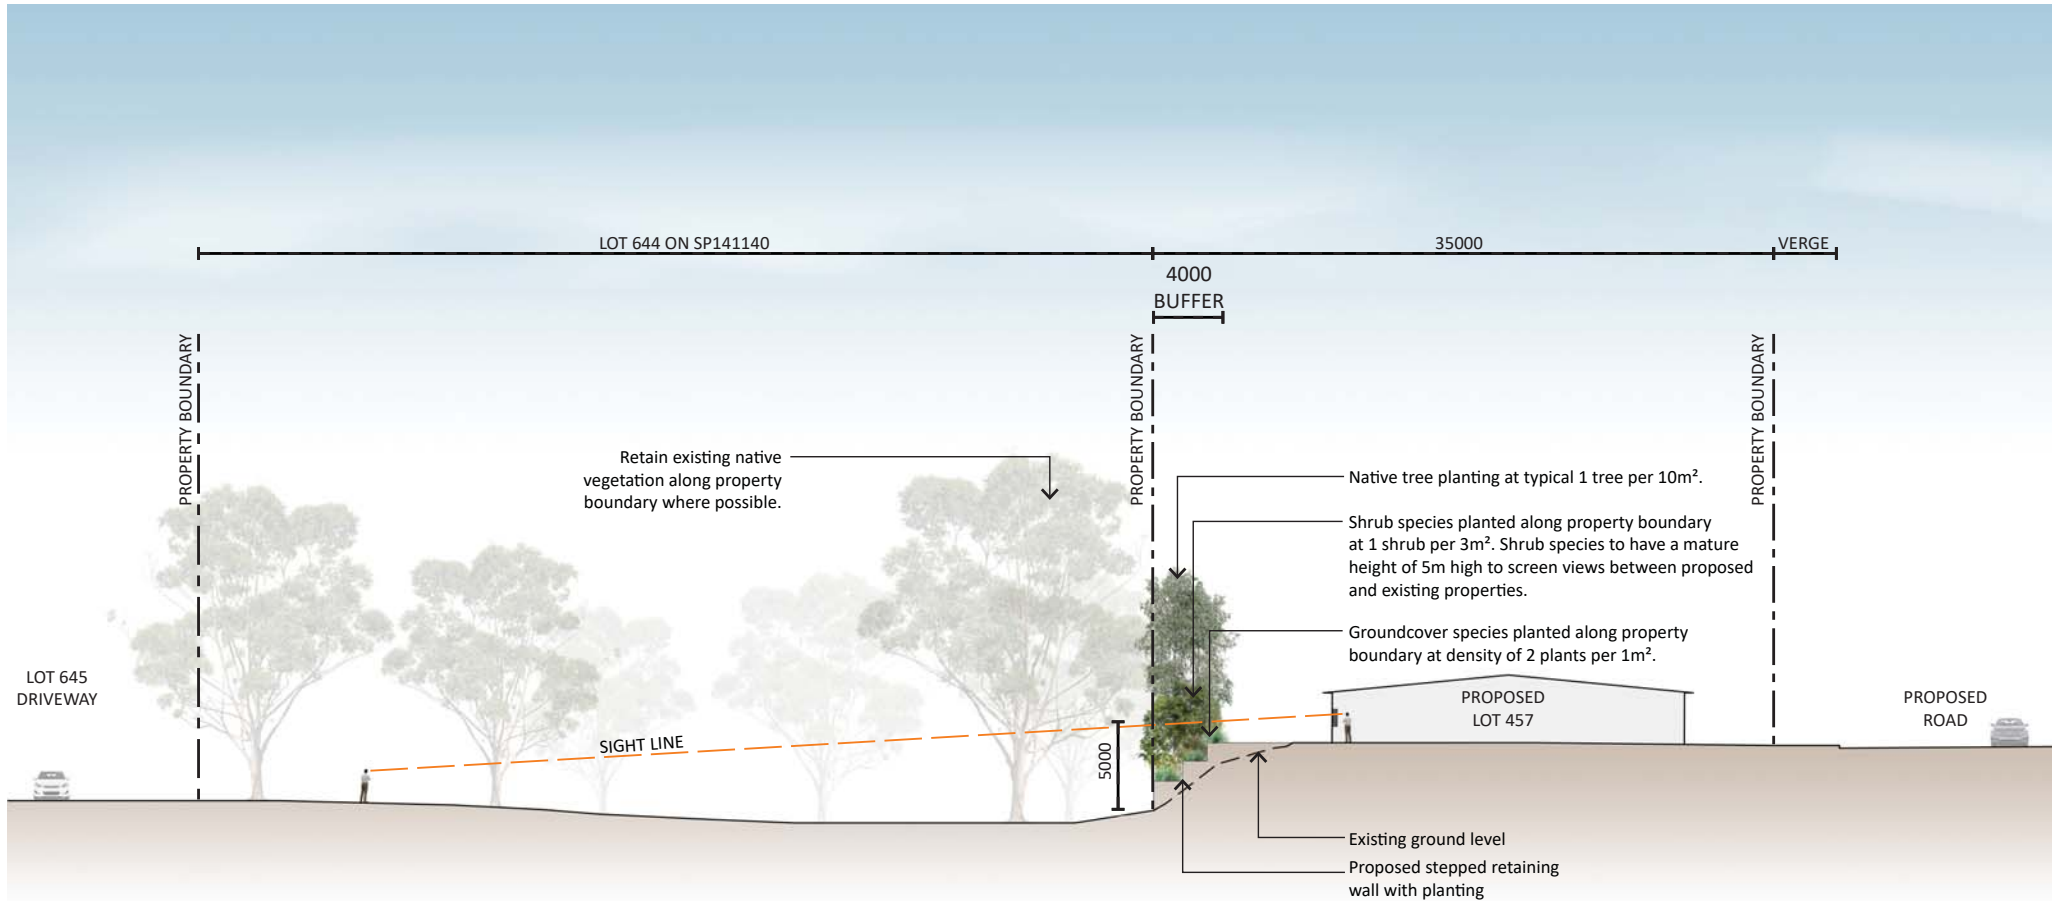 LOT 644 ON SP141140
35000
VERGE
4000
BUFFER
PROPERTY BOUNDARY
PROPERTY BOUNDARY
PROPERTY BOUNDARY
Retain existing native
vegetation along property
boundary where possible.
Native tree planting at typical 1 tree per 10m².
Shrub species planted along property boundary
at 1 shrub per 3m². Shrub species to have a mature
height of 5m high to screen views between proposed
and existing properties.
Groundcover species planted along property
boundary at density of 2 plants per 1m².
LOT 645
DRIVEWAY
SIGHT LINE
5000
PROPOSED
LOT 457
PROPOSED
ROAD
Existing ground level
Proposed stepped retaining
wall with planting